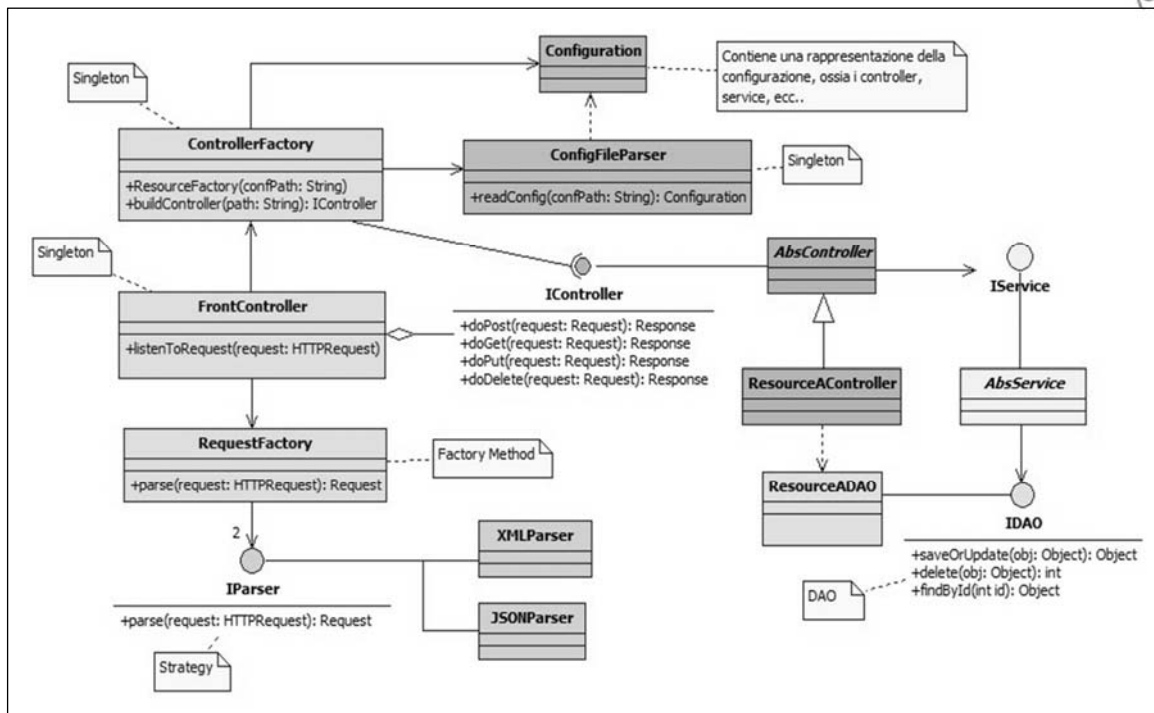 Configuration
Contiene una rappresentazione della
configurazione, ossia i controller,
service, ecc..
Singleton
ControllerFactory
+ResourceFactory(confPath: String)
+buildController(path: String): IController
ConfigFileParser
+readConfig(confPath: String): Configuration
Singleton
Singleton
FrontController
+listenToRequest(request: HTTPRequest)
IController
+doPost(request: Request): Response
+doGet(request: Request): Response
+doPut(request: Request): Response
+doDelete(request: Request): Response
AbsController
IService
ResourceAController
AbsService
RequestFactory
+parse(request: HTTPRequest): Request
Factory Method
ResourceADAO
IDAO
+saveOrUpdate(obj: Object): Object
+delete(obj: Object): int
+findById(int id): Object
DAO
2
IParser
+parse(request: HTTPRequest): Request
Strategy
XMLParser
JSONParser